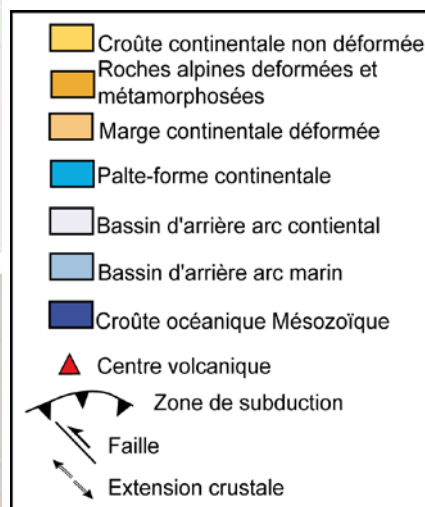 Croûte continentale non déformée
Roches alpines deformées et
métamorphosées
Marge continentale déformée
Palte-forme continentale
Bassin d'arrière arc contiental
Bassin d'arrière arc marin
Croûte océanique Mésozoïque
Centre volcanique
Zone de subduction
Faille
Extension crustale